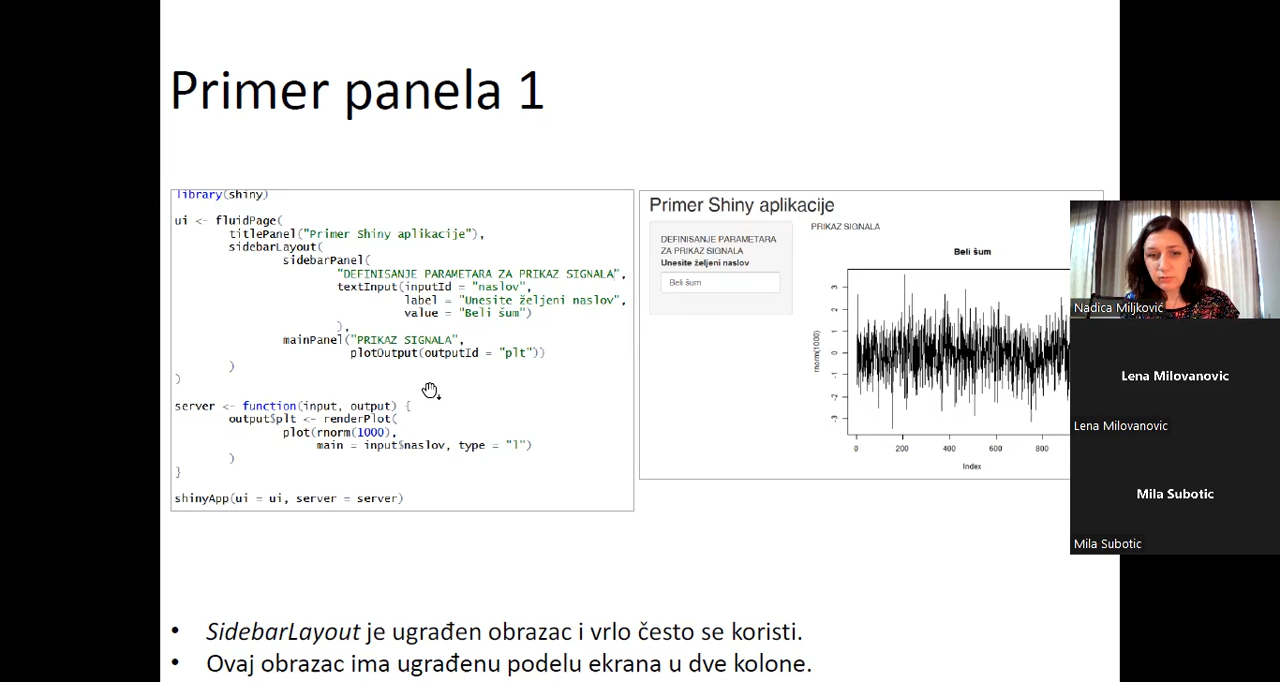 Primer panela 1
library(shiny)
ui <- fluidPage(
titlePanel("Primer Shiny aplikacije"),
sidebarLayout(
sidebarPanel(
"DEFINISANJE PARAMETARA ZA PRIKAZ SIGNALA",
textInput(inputId = "naslov",
label = "Unesite željeni naslov",
value = "Beli šum")
),
mainPanel("PRIKAZ SIGNALA",
plotOutput(outputId = "plt"))
)
)
server <- function(input, output) {
output$plt <- renderPlot(
plot(rnorm(1000),
main = input$naslov, type = "l")
)
}
shinyApp(ui = ui, server = server)
Primer Shiny aplikacije
DEFINISANJE PARAMETARA
ZA PRIKAZ SIGNALA
Unesite željeni naslov
Beli šum
PRIKAZ SIGNALA
Beli šum
rnorm(1000)
3
2
1
0
-1
-2
-3
0 200 400 600 800
Index
Nadica Miljković
Lena Milovanovic
Lena Milovanovic
Mila Subotic
Mila Subotic
• SidebarLayout je ugrađen obrazac i vrlo često se koristi.
• Ovaj obrazac ima ugrađenu podelu ekrana u dve kolone.